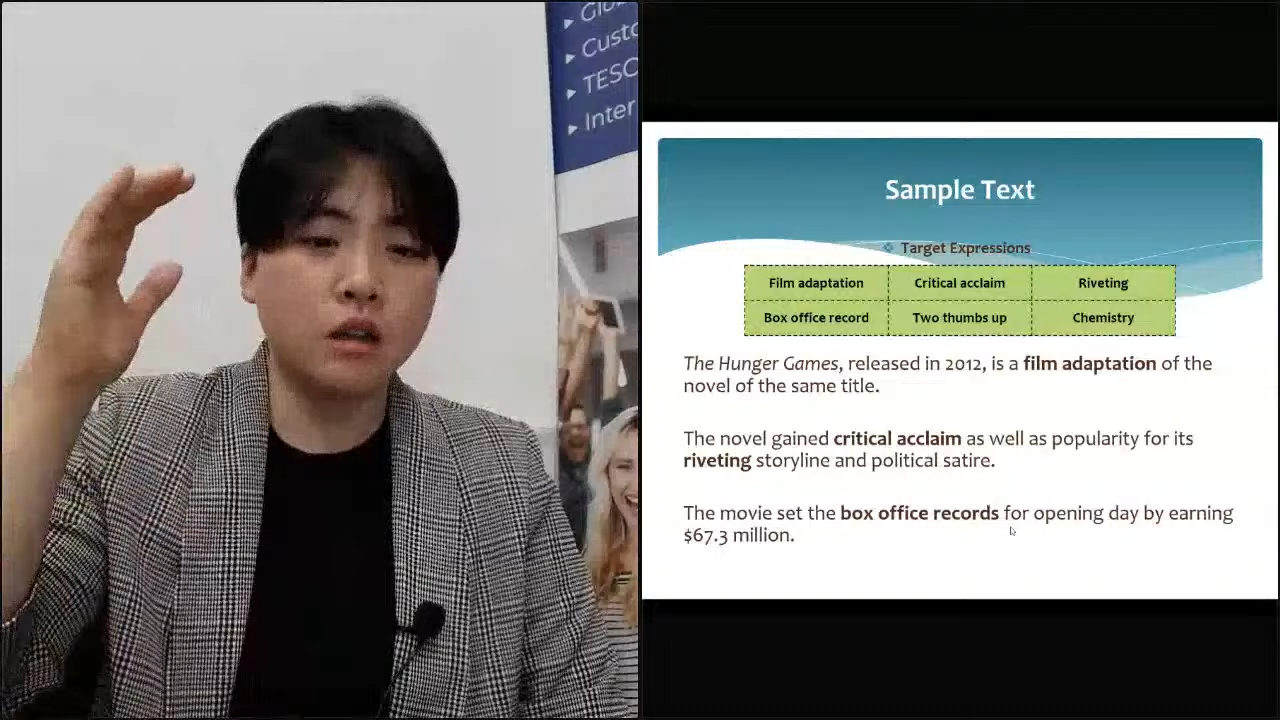 Sample Text
Target Expressions
Film adaptation Critical acclaim Riveting
Box office record Two thumbs up Chemistry
The Hunger Games, released in 2012, is a film adaptation of the
novel of the same title.
The novel gained critical acclaim as well as popularity for its
riveting storyline and political satire.
The movie set the box office records for opening day by earning
$67.3 million.